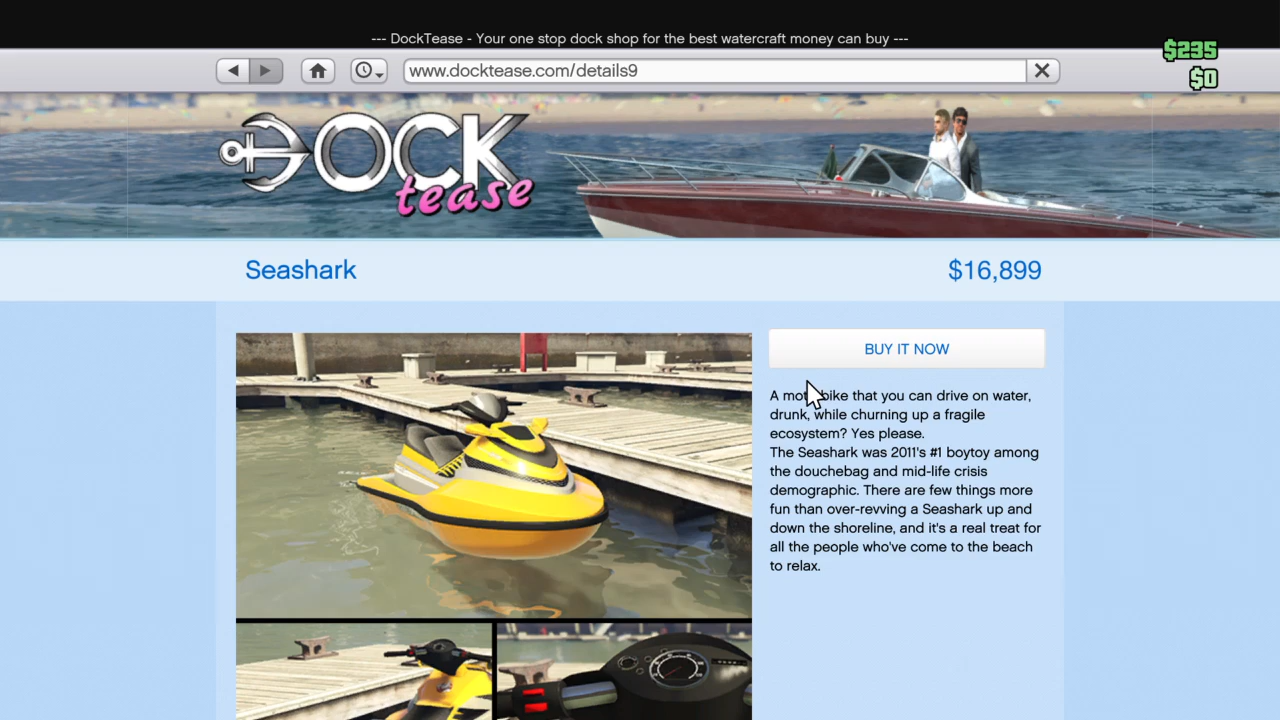 --- DockTease - Your one stop dock shop for the best watercraft money can buy ---
$235
www.docktease.com/details9
$0
DOCK
tease
Seashark
$16,899
BUY IT NOW
A bike that you can drive on water,
drunk, while churning up a fragile
ecosystem? Yes please.
The Seashark was 2011's #1 boytoy among
the douchebag and mid-life crisis
demographic. There are few things more
fun than over-revving a Seashark up and
down the shoreline, and it's a real treat for
all the people who've come to the beach
to relax.